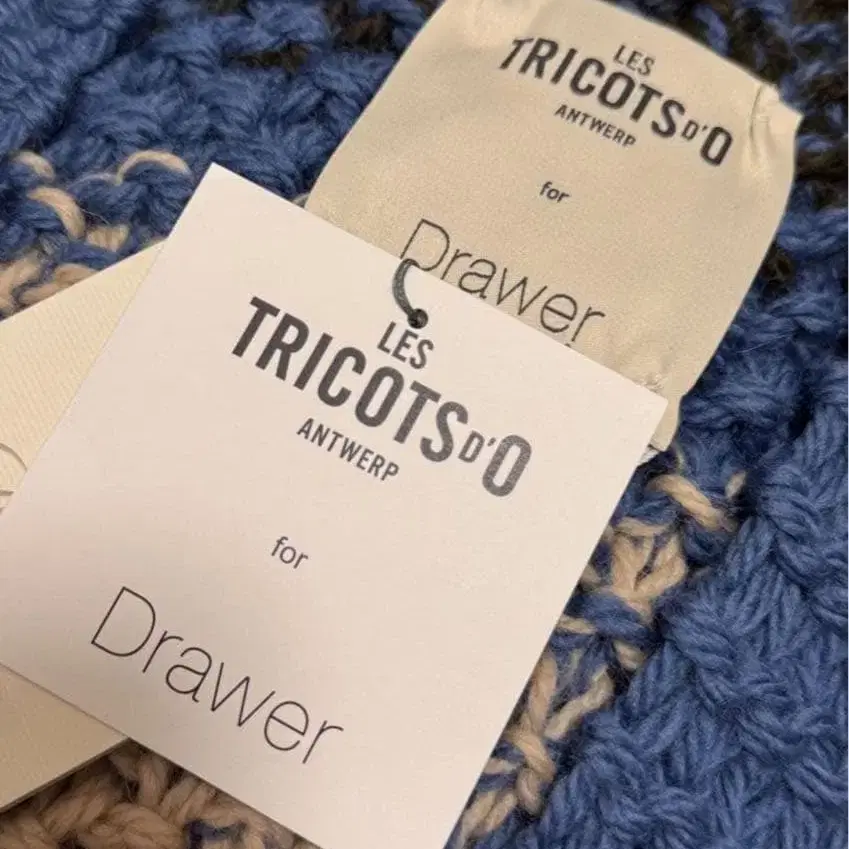 LES
TRICOTS D'O
ANTWERP
for
Drawer
LES
TRICOTS D'O
ANTWERP
for
Drawer